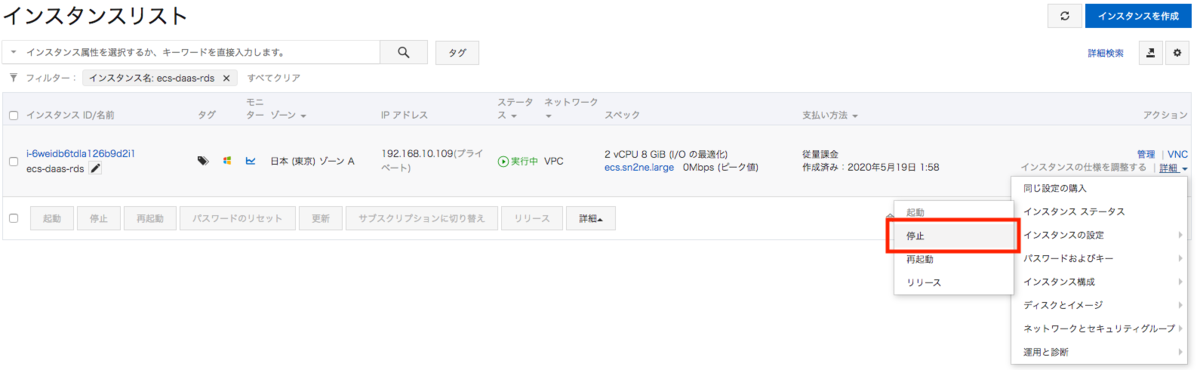 インスタンスリスト
インスタンスを作成
インスタンス属性を選択するか、キーワードを直接入力します。
タグ
詳細検索
フィルター： インスタンス名: ecs-daas-rds ✕ すべてクリア
インスタンス ID/名前 タグ モニター ゾーン IP アドレス ステータス ネットワーク スペック 支払い方法 アクション
i-6weidb6tdla126b9d2i1
ecs-daas-rds
日本 (東京) ゾーン A
192.168.10.109(プライ
ベート)
実行中
VPC
2 vCPU 8 GiB (I/O の最適化)
ecs.sn2ne.large 0Mbps (ピーク値)
従量課金
作成済み：2020年5月19日 1:58
管理 | VNC
インスタンスの仕様を調整する | 詳細
起動 停止 再起動 パスワードのリセット 更新 サブスクリプションに切り替え リリース 詳細
起動
停止
再起動
リリース
同じ設定の購入
インスタンス ステータス
インスタンスの設定
パスワードおよびキー
インスタンス構成
ディスクとイメージ
ネットワークとセキュリティグループ
運用と診断